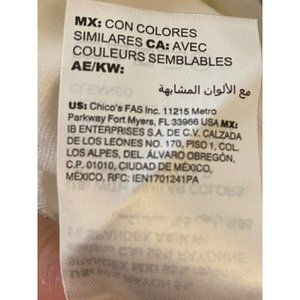 MX: CON COLORES
SIMILARES CA: AVEC
COULEURS SEMBLABLES
AE/KW:
مع الألوان المشابهة
US: Chico's FAS Inc. 11215 Metro
Parkway Fort Myers, FL 33966 USA MX:
IB ENTERPRISES S.A. DE C.V. CALZADA
DE LOS LEONES NO. 170, PISO 1, COL.
LOS ALPES, DEL. ÁLVARO OBREGÓN,
C.P. 01010, CIUDAD DE MÉXICO,
MÉXICO. RFC: IEN1701241PA